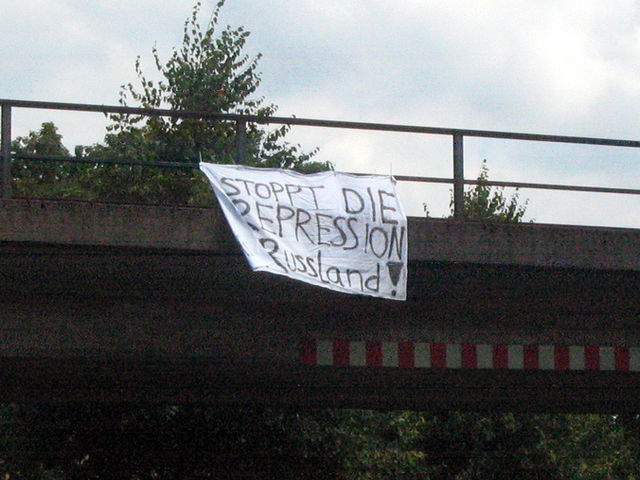 STOPPT DIE
REPRESSION
Russland!